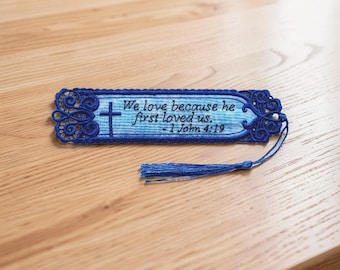 We love because he
first loved us.
- 1 John 4:19